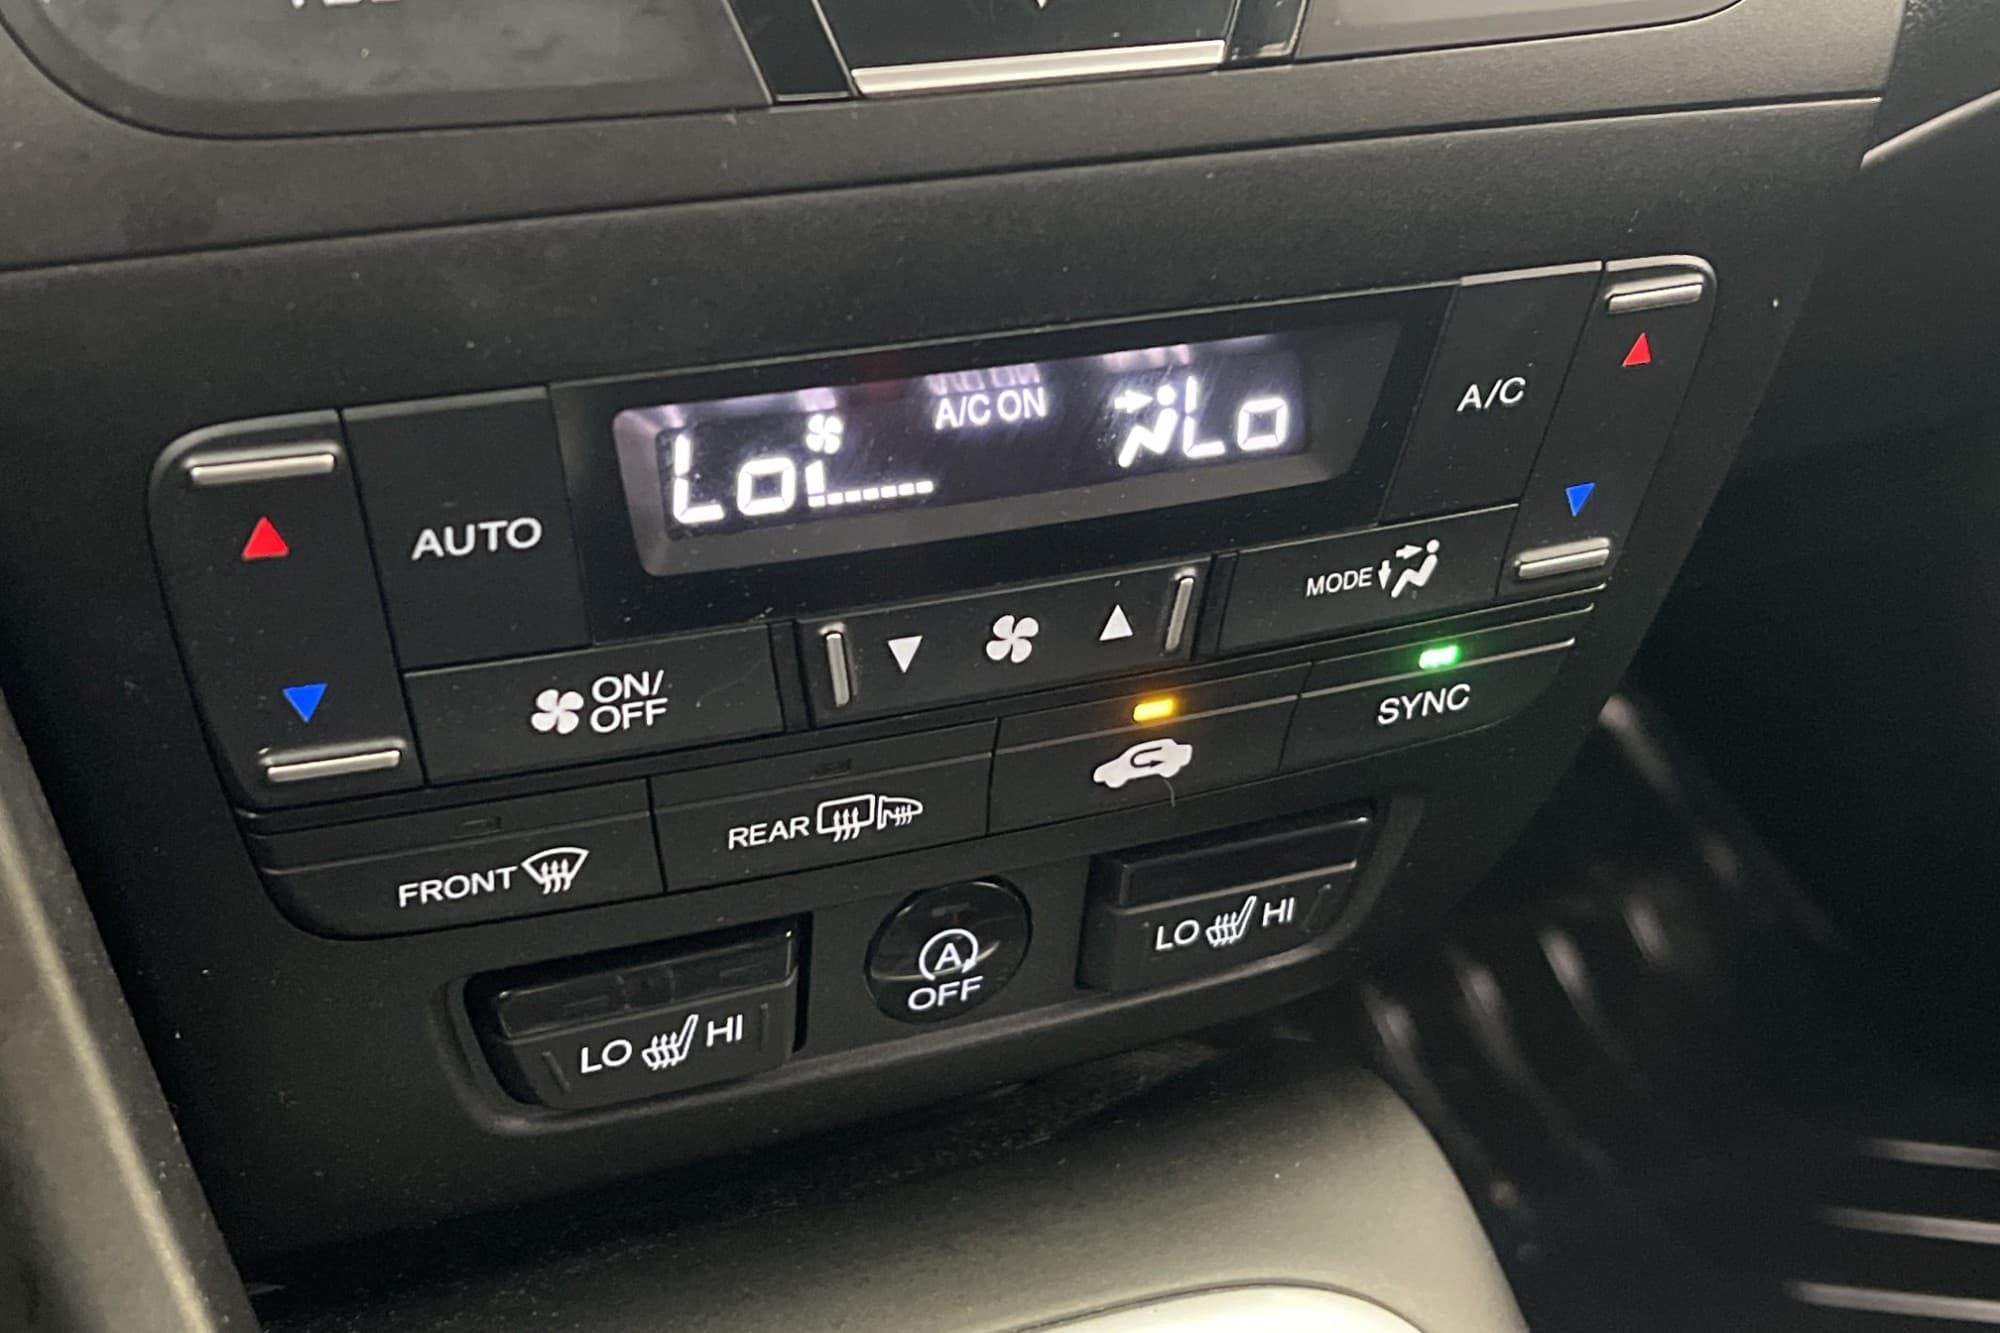 A/C ON
Lo
Lo
A/C
AUTO
MODE
ON/
OFF
SYNC
REAR
FRONT
LO HI
A
OFF
LO HI